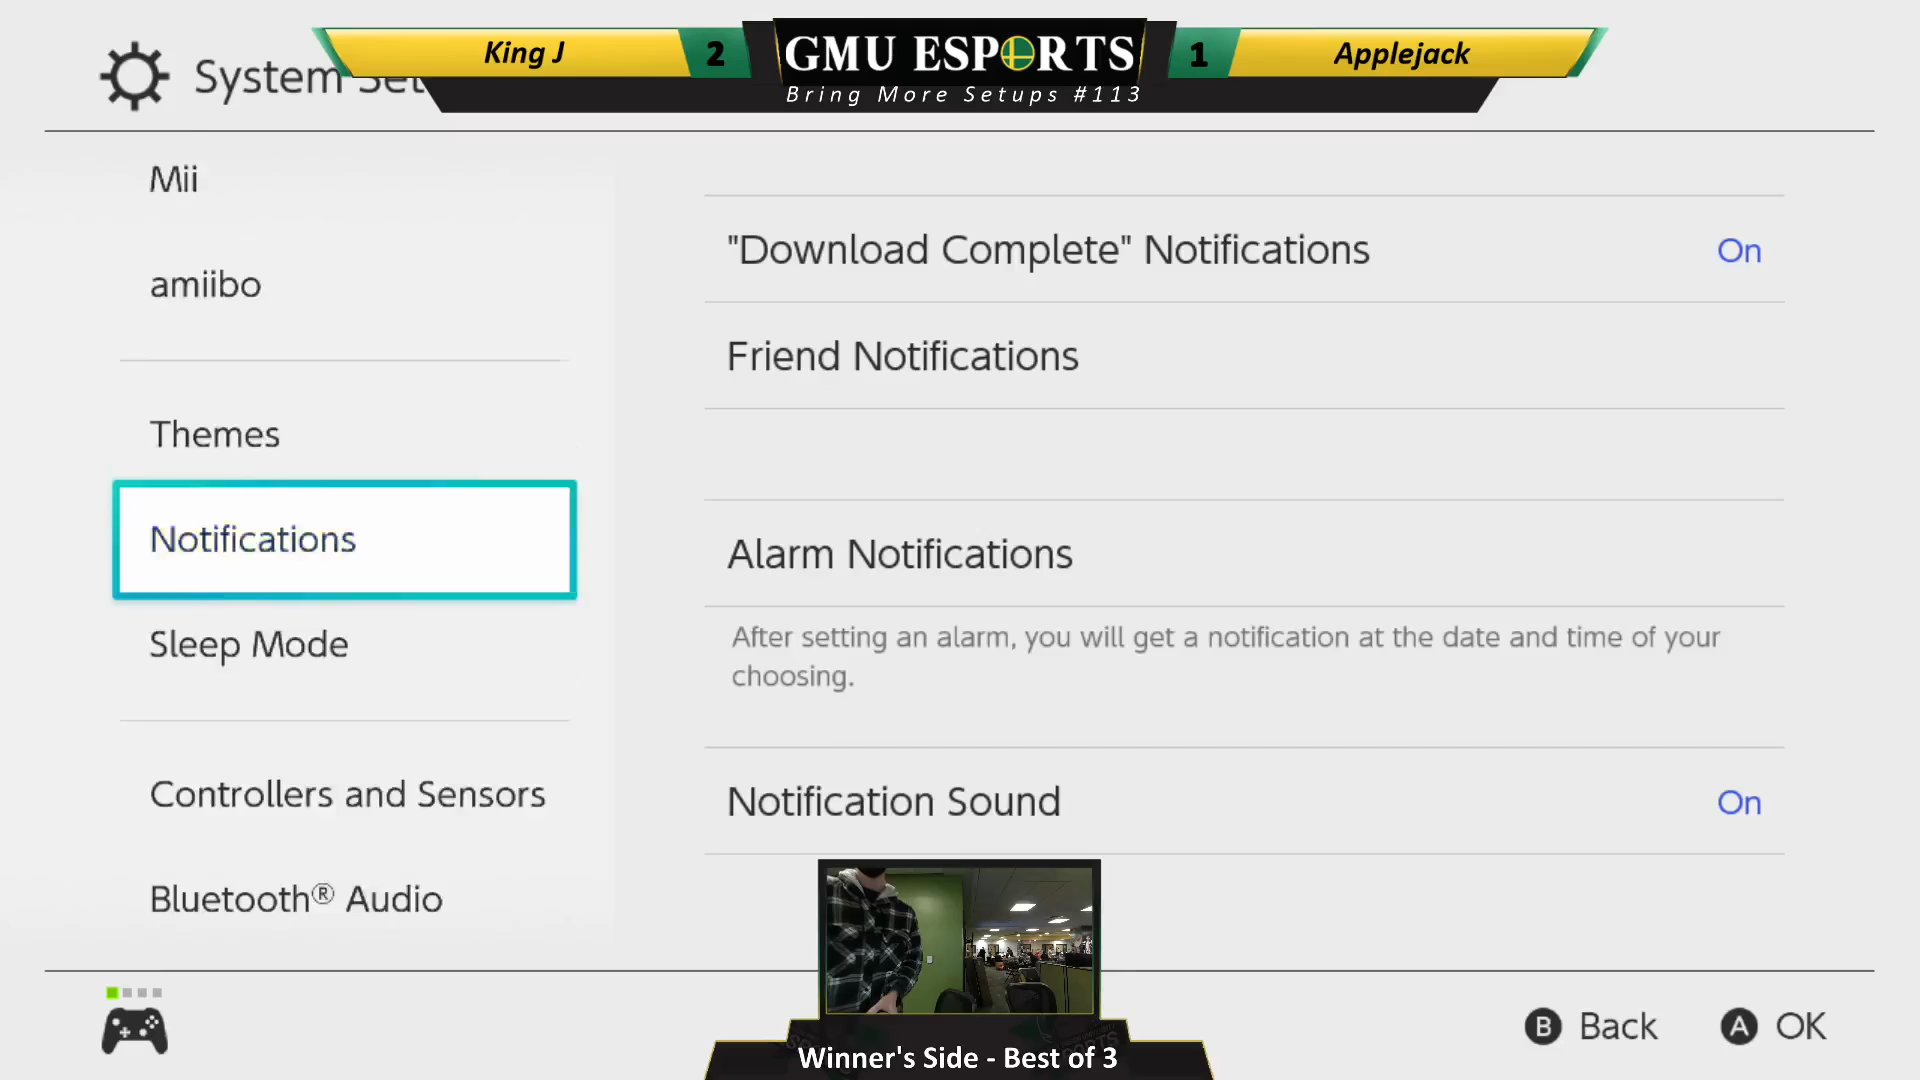 System Set
King J
2
GMU ESPORTS
1
Applejack
Bring More Setups #113
Mii
amiibo
Themes
Notifications
Sleep Mode
Controllers and Sensors
Bluetooth® Audio
"Download Complete" Notifications
On
Friend Notifications
Alarm Notifications
After setting an alarm, you will get a notification at the date and time of your
choosing.
Notification Sound
On
B Back
A OK
Winner's Side - Best of 3